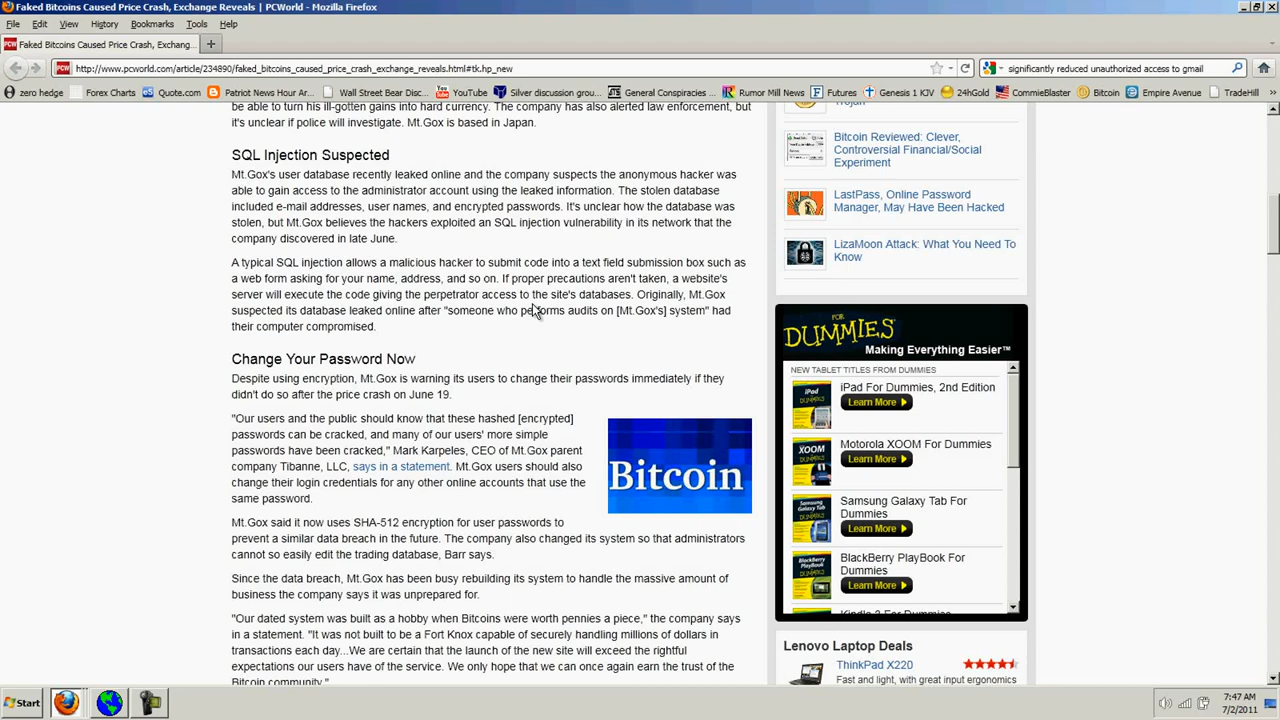 Faked Bitcoins Caused Price Crash, Exchange Reveals | PCWorld - Mozilla Firefox
File Edit View History Bookmarks Tools Help
PCW Faked Bitcoins Caused Price Crash, Exchang...
PCW http://www.pcworld.com/article/234890/faked_bitcoins_caused_price_crash_exchange_reveals.html#tk.hp_new
significantly reduced unauthorized access to gmail
zero hedge Forex Charts Quote.com Patriot News Hour Ar... Wall Street Bear Disc... YouTube Silver discussion grou... General Conspiracies ... Rumor Mill News Futures Genesis 1 KJV 24hGold CommieBlaster Bitcoin Empire Avenue TradeHill
be able to turn his ill-gotten gains into hard currency. The company has also alerted law enforcement, but
it's unclear if police will investigate. Mt.Gox is based in Japan.
SQL Injection Suspected
Mt.Gox's user database recently leaked online and the company suspects the anonymous hacker was
able to gain access to the administrator account using the leaked information. The stolen database
included e-mail addresses, user names, and encrypted passwords. It's unclear how the database was
stolen, but Mt.Gox believes the hackers exploited an SQL injection vulnerability in its network that the
company discovered in late June.
A typical SQL injection allows a malicious hacker to submit code into a text field submission box such as
a web form asking for your name, address, and so on. If proper precautions aren't taken, a website's
server will execute the code giving the perpetrator access to the site's databases. Originally, Mt.Gox
suspected its database leaked online after "someone who performs audits on [Mt.Gox's] system" had
their computer compromised.
Change Your Password Now
Despite using encryption, Mt.Gox is warning its users to change their passwords immediately if they
didn't do so after the price crash on June 19.
"Our users and the public should know that these hashed [encrypted]
passwords can be cracked, and many of our users' more simple
passwords have been cracked," Mark Karpeles, CEO of Mt.Gox parent
company Tibanne, LLC, says in a statement. Mt.Gox users should also
change their login credentials for any other online accounts that use the
same password.
Bitcoin
Mt.Gox said it now uses SHA-512 encryption for user passwords to
prevent a similar data breach in the future. The company also changed its system so that administrators
cannot so easily edit the trading database, Barr says.
Since the data breach, Mt.Gox has been busy rebuilding its system to handle the massive amount of
business the company says it was unprepared for.
"Our dated system was built as a hobby when Bitcoins were worth pennies a piece," the company says
in a statement. "It was not built to be a Fort Knox capable of securely handling millions of dollars in
transactions each day...We are certain that the launch of the new site will exceed the rightful
expectations our users have of the service. We only hope that we can once again earn the trust of the
Bitcoin community."
Trojan
Bitcoin Reviewed: Clever,
Controversial Financial/Social
Experiment
LastPass, Online Password
Manager, May Have Been Hacked
LizaMoon Attack: What You Need To
Know
FOR DUMMIES
Making Everything Easier™
NEW TABLET TITLES FROM DUMMIES
iPad For Dummies, 2nd Edition
Learn More
Motorola XOOM For Dummies
Learn More
Samsung Galaxy Tab For
Dummies
Learn More
BlackBerry PlayBook For
Dummies
Learn More
Kindle 2 For Dummies
Lenovo Laptop Deals
ThinkPad X220
Fast and light, with great input ergonomics
Start
7:47 AM
7/2/2011